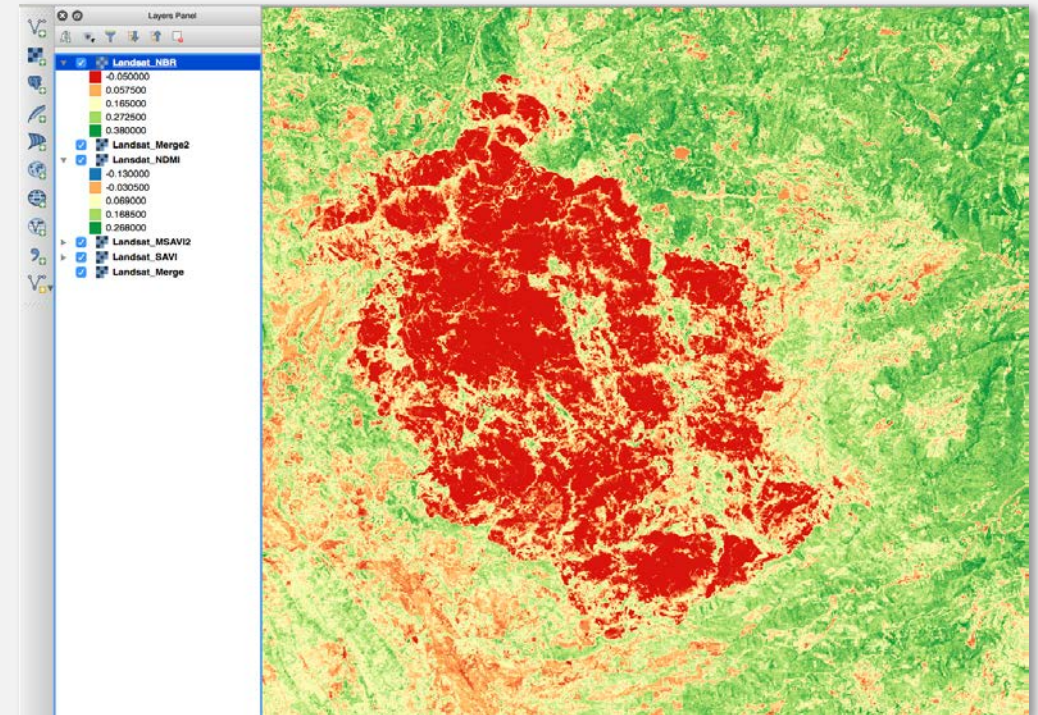 Layers Panel
Landsat_NBR
-0.050000
0.057500
0.165000
0.272500
0.380000
Landsat_Merge2
Landsat_NDMI
-0.130000
-0.030500
0.069000
0.168500
0.268000
Landsat_MSAVI2
Landsat_SAVI
Landsat_Merge